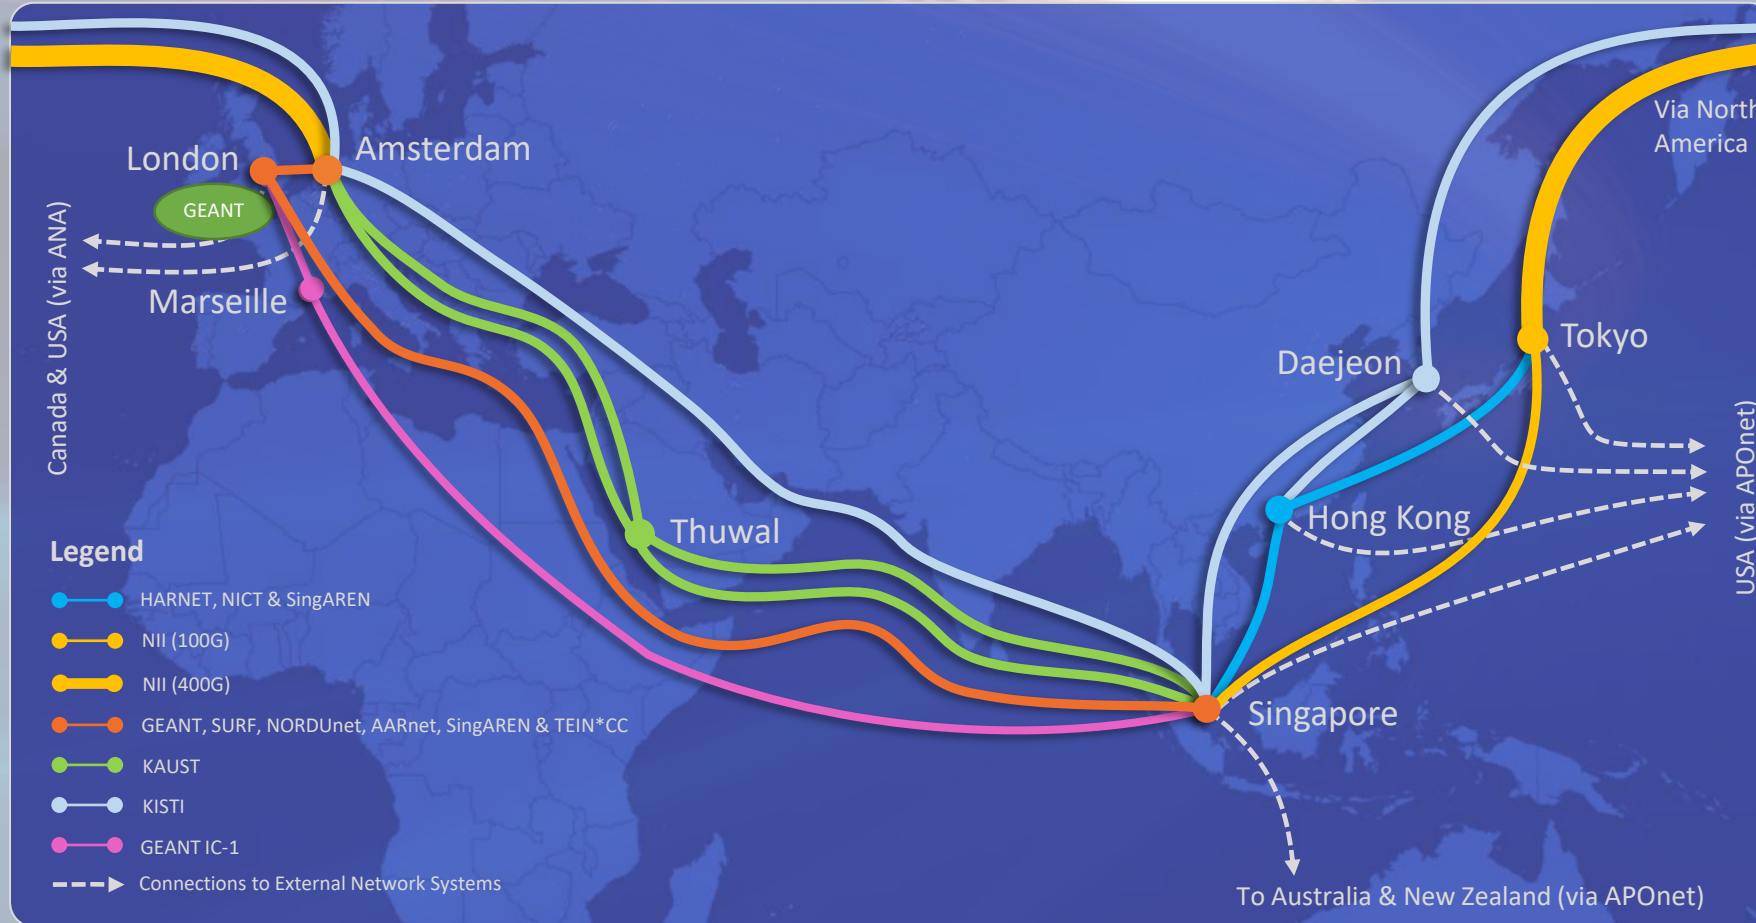 Via North
America
London
Amsterdam
GEANT
Canada & USA (via ANA)
Marseille
Tokyo
Daejeon
USA (via APOnet)
Hong Kong
Thuwal
Singapore
Legend
HARNET, NICT & SingAREN
NII (100G)
NII (400G)
GEANT, SURF, NORDUnet, AARnet, SingAREN & TEIN*CC
KAUST
KISTI
GEANT IC-1
Connections to External Network Systems
To Australia & New Zealand (via APOnet)